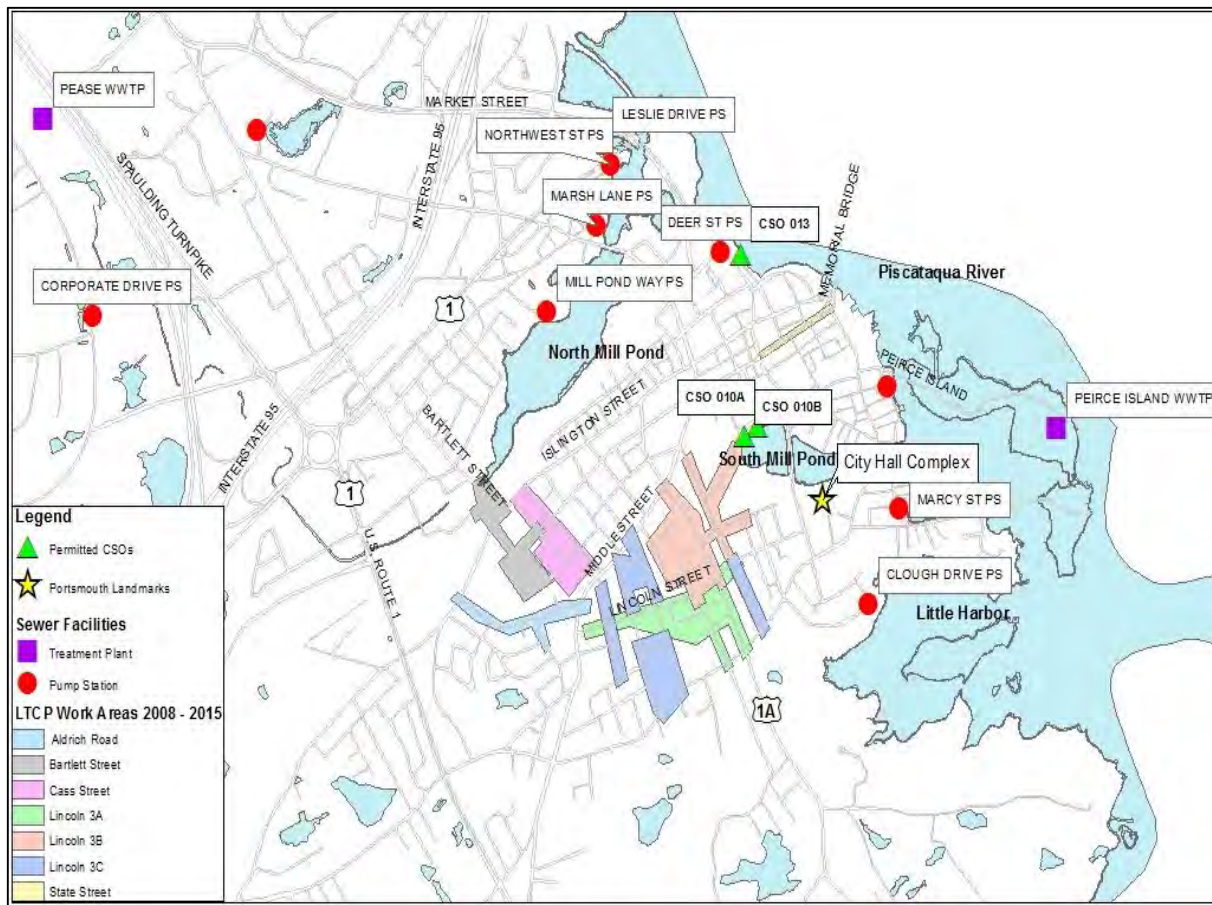 PEASE WWTP
MARKET STREET
LESLIE DRIVE PS
NORTHWEST ST PS
SPAULDING TURNPIKE
INTERSTATE 95
MARSH LANE PS
DEER ST PS
CSO 013
MEMORIAL BRIDGE
Piscataqua River
CORPORATE DRIVE PS
1
MILL POND WAY PS
North Mill Pond
PEIRCE ISLAND
PEIRCE ISLAND WWTP
ISLINGTON STREET
CSO 010A
CSO 010B
BARTLETT STREET
INTERSTATE 95
South Mill Pond
City Hall Complex
1
MARCY ST PS
MIDDLE STREET
U.S. ROUTE 1
LINCOLN STREET
CLOUGH DRIVE PS
Little Harbor
1A
Legend
Permitted CSOs
Portsmouth Landmarks
Sewer Facilities
Treatment Plant
Pump Station
LTCP Work Areas 2008 - 2015
Aldrich Road
Bartlett Street
Cass Street
Lincoln 3A
Lincoln 3B
Lincoln 3C
State Street